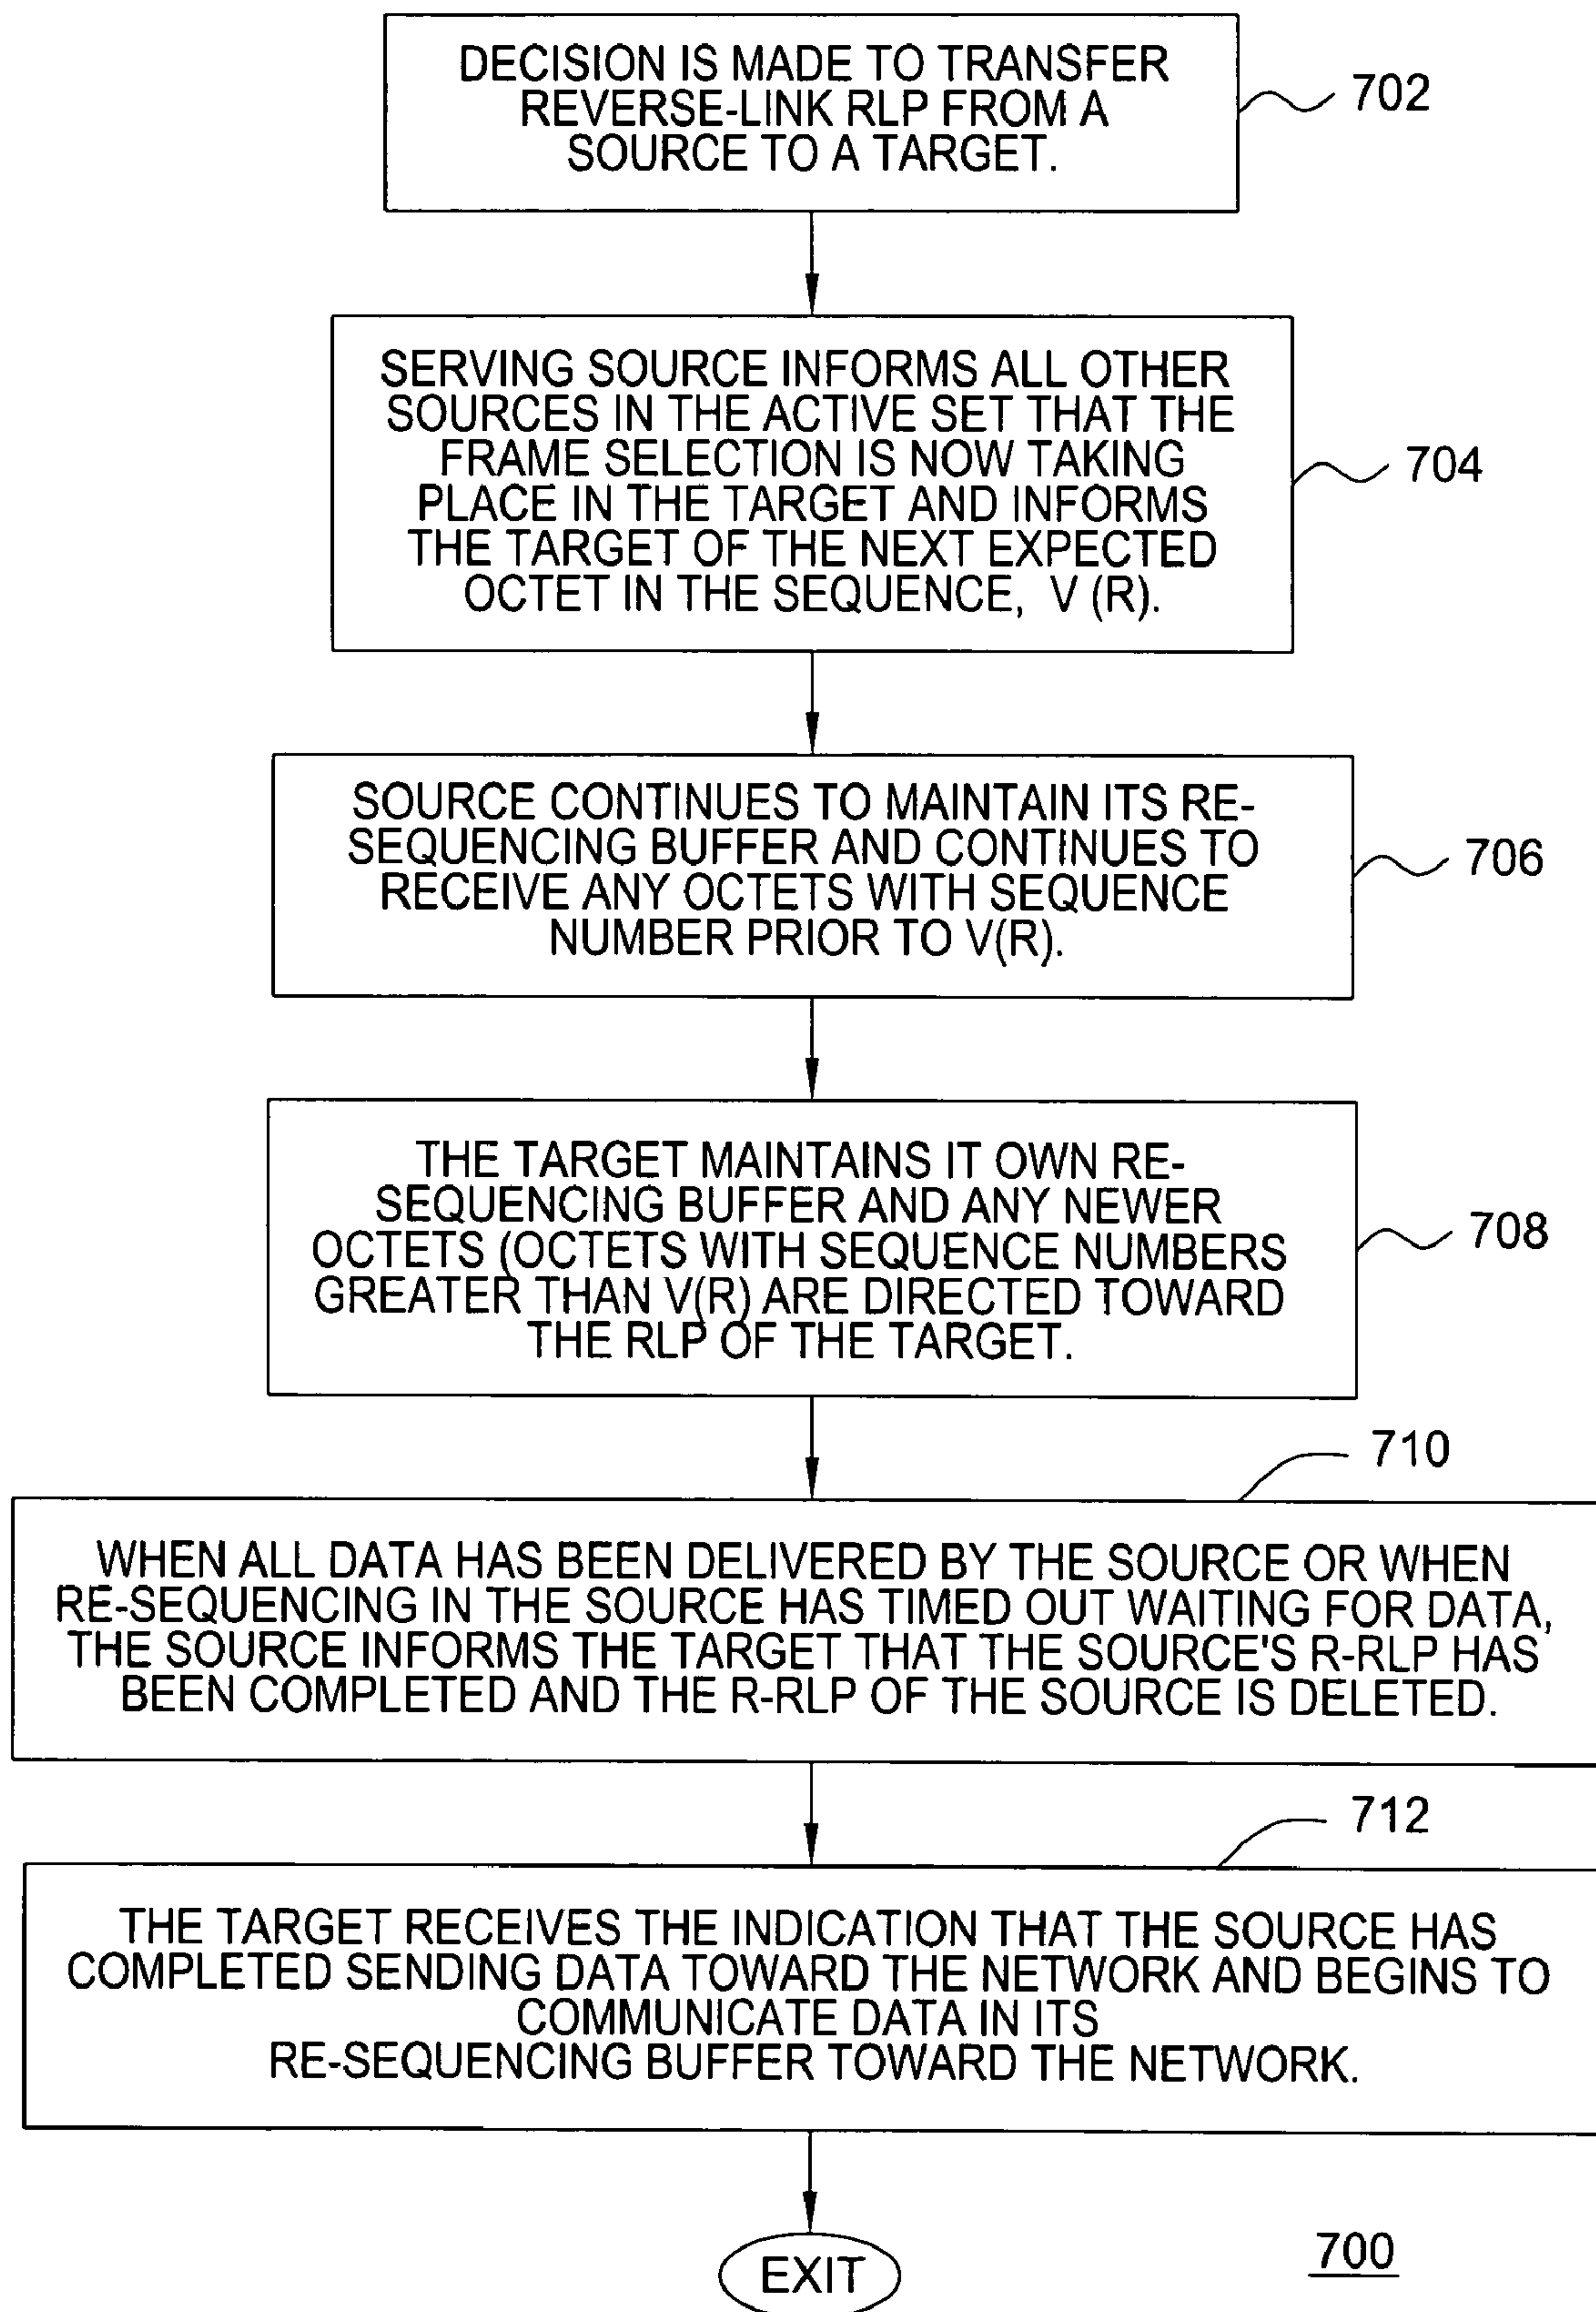 DECISION IS MADE TO TRANSFER
REVERSE-LINK RLP FROM A
SOURCE TO A TARGET.
702
SERVING SOURCE INFORMS ALL OTHER
SOURCES IN THE ACTIVE SET THAT THE
FRAME SELECTION IS NOW TAKING
PLACE IN THE TARGET AND INFORMS
THE TARGET OF THE NEXT EXPECTED
OCTET IN THE SEQUENCE, V (R).
704
SOURCE CONTINUES TO MAINTAIN ITS RE-
SEQUENCING BUFFER AND CONTINUES TO
RECEIVE ANY OCTETS WITH SEQUENCE
NUMBER PRIOR TO V(R).
706
THE TARGET MAINTAINS IT OWN RE-
SEQUENCING BUFFER AND ANY NEWER
OCTETS (OCTETS WITH SEQUENCE NUMBERS
GREATER THAN V(R) ARE DIRECTED TOWARD
THE RLP OF THE TARGET.
708
710
WHEN ALL DATA HAS BEEN DELIVERED BY THE SOURCE OR WHEN
RE-SEQUENCING IN THE SOURCE HAS TIMED OUT WAITING FOR DATA,
THE SOURCE INFORMS THE TARGET THAT THE SOURCE'S R-RLP HAS
BEEN COMPLETED AND THE R-RLP OF THE SOURCE IS DELETED.
712
THE TARGET RECEIVES THE INDICATION THAT THE SOURCE HAS
COMPLETED SENDING DATA TOWARD THE NETWORK AND BEGINS TO
COMMUNICATE DATA IN ITS
RE-SEQUENCING BUFFER TOWARD THE NETWORK.
EXIT
700